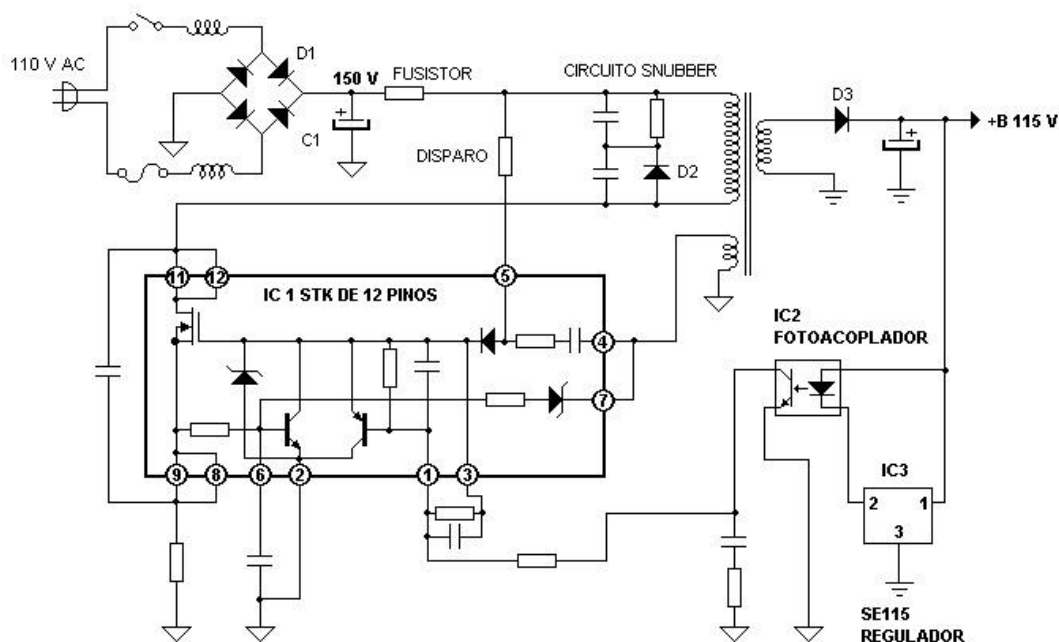 110 V AC
D1
150 V
FUSISTOR
CIRCUITO SNUBBER
D3
+
+
+B 115 V
C1
DISPARO
D2
11
12
5
IC 1 STK DE 12 PINOS
4
7
IC2
FOTOACOPLADOR
9
8
6
2
1
3
IC3
2
1
3
SE115
REGULADOR